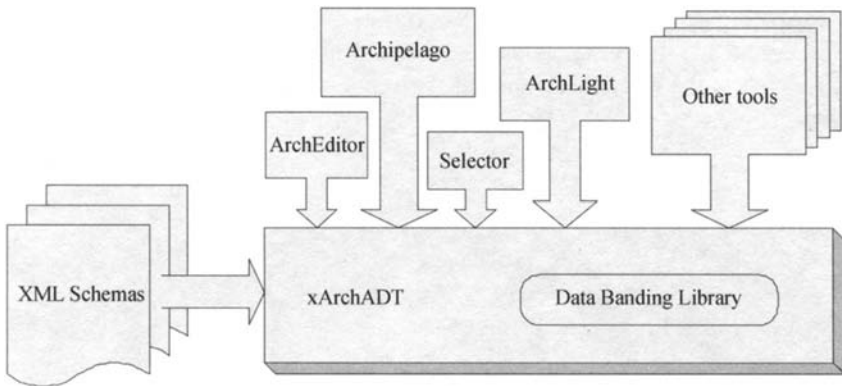 Archipelago
ArchLight
Other tools
ArchEditor
Selector
XML Schemas
xArchADT
Data Banding Library